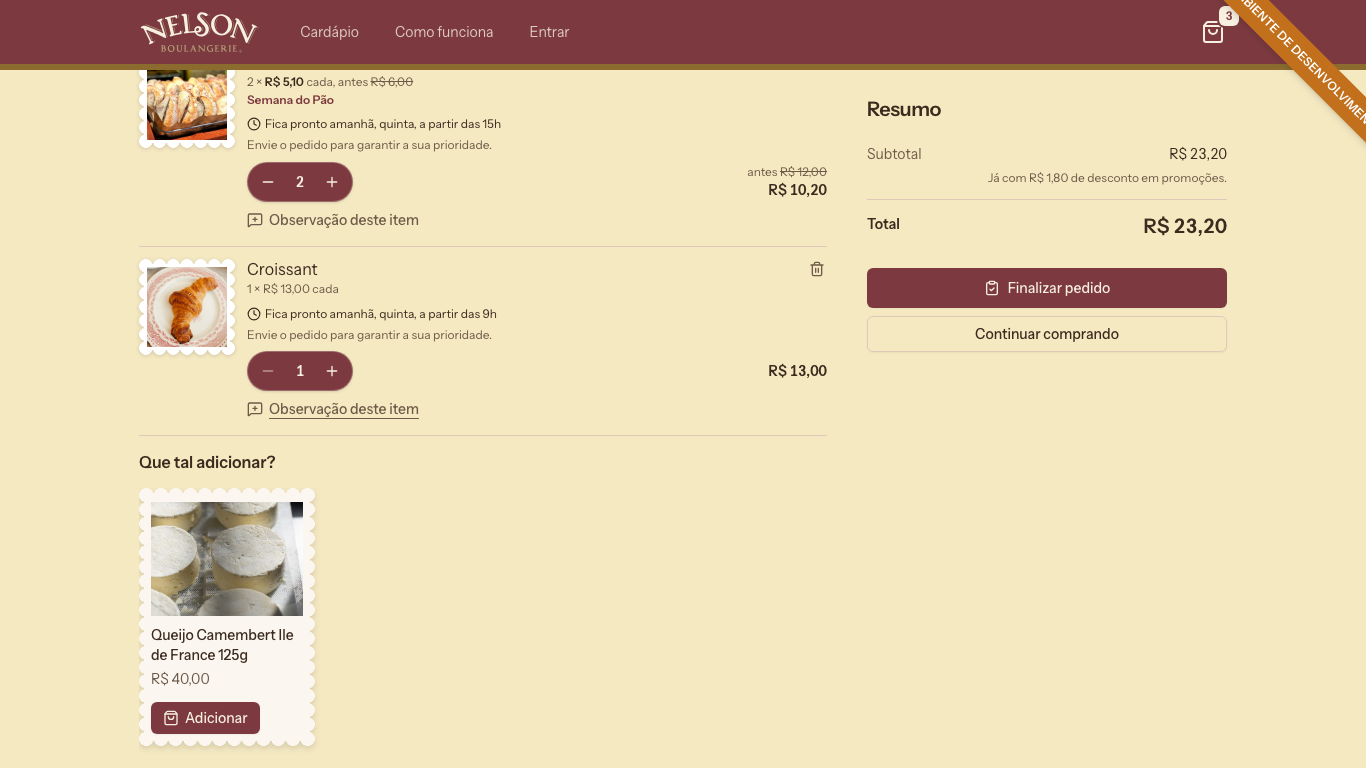 NELSON
BOULANGERIE.
Cardápio
Como funciona
Entrar
3
2 × R$ 5,10 cada, antes R$ 6,00
Semana do Pão
Fica pronto amanhã, quinta, a partir das 15h
Envie o pedido para garantir a sua prioridade.
2
antes R$ 12,00
R$ 10,20
Observação deste item
Croissant
1 × R$ 13,00 cada
Fica pronto amanhã, quinta, a partir das 9h
Envie o pedido para garantir a sua prioridade.
1
R$ 13,00
Observação deste item
Que tal adicionar?
Queijo Camembert Ile
de France 125g
R$ 40,00
Adicionar
Resumo
Subtotal
R$ 23,20
Já com R$ 1,80 de desconto em promoções.
Total
R$ 23,20
Finalizar pedido
Continuar comprando
BIENTE DE DESENVOLVIMEN